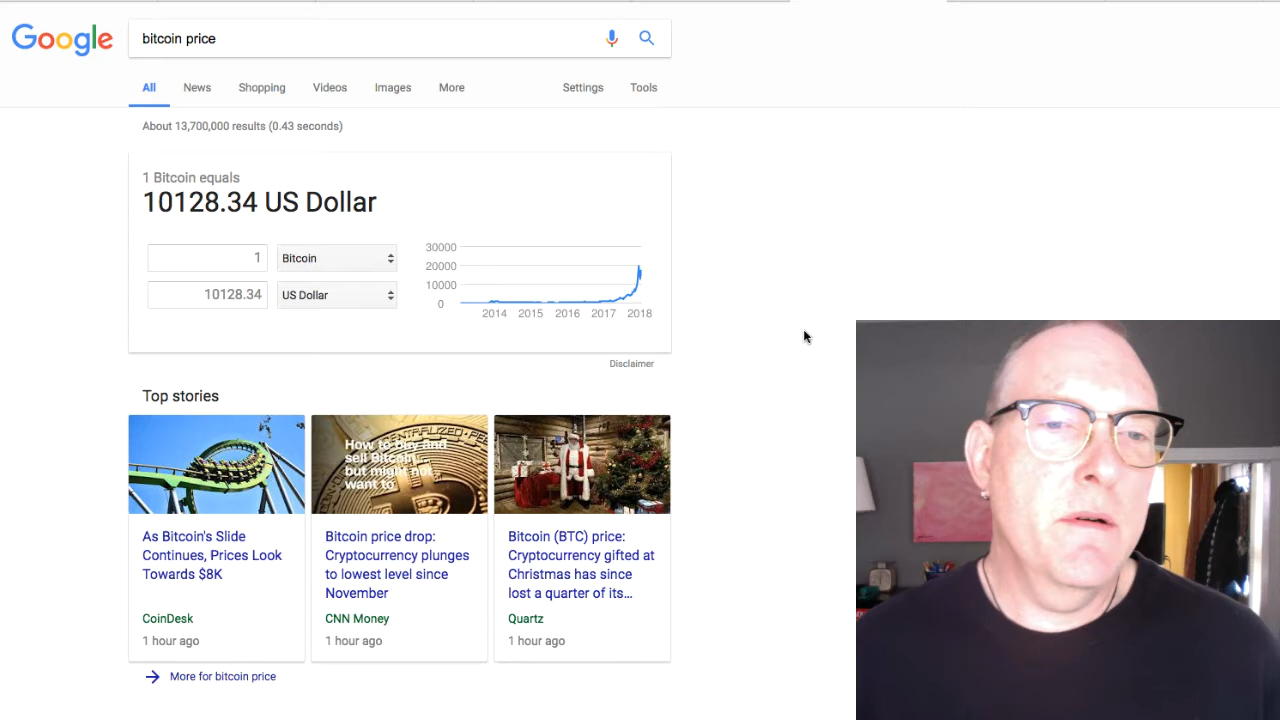 Google
bitcoin price
All News Shopping Videos Images More Settings Tools
About 13,700,000 results (0.43 seconds)
1 Bitcoin equals
10128.34 US Dollar
1 Bitcoin
10128.34 US Dollar
30000
20000
10000
0
2014 2015 2016 2017 2018
Disclaimer
Top stories
How to buy and
sell Bitcoin,
but might not
want to
As Bitcoin's Slide
Continues, Prices Look
Towards $8K
CoinDesk
1 hour ago
Bitcoin price drop:
Cryptocurrency plunges
to lowest level since
November
CNN Money
1 hour ago
Bitcoin (BTC) price:
Cryptocurrency gifted at
Christmas has since
lost a quarter of its…
Quartz
1 hour ago
More for bitcoin price